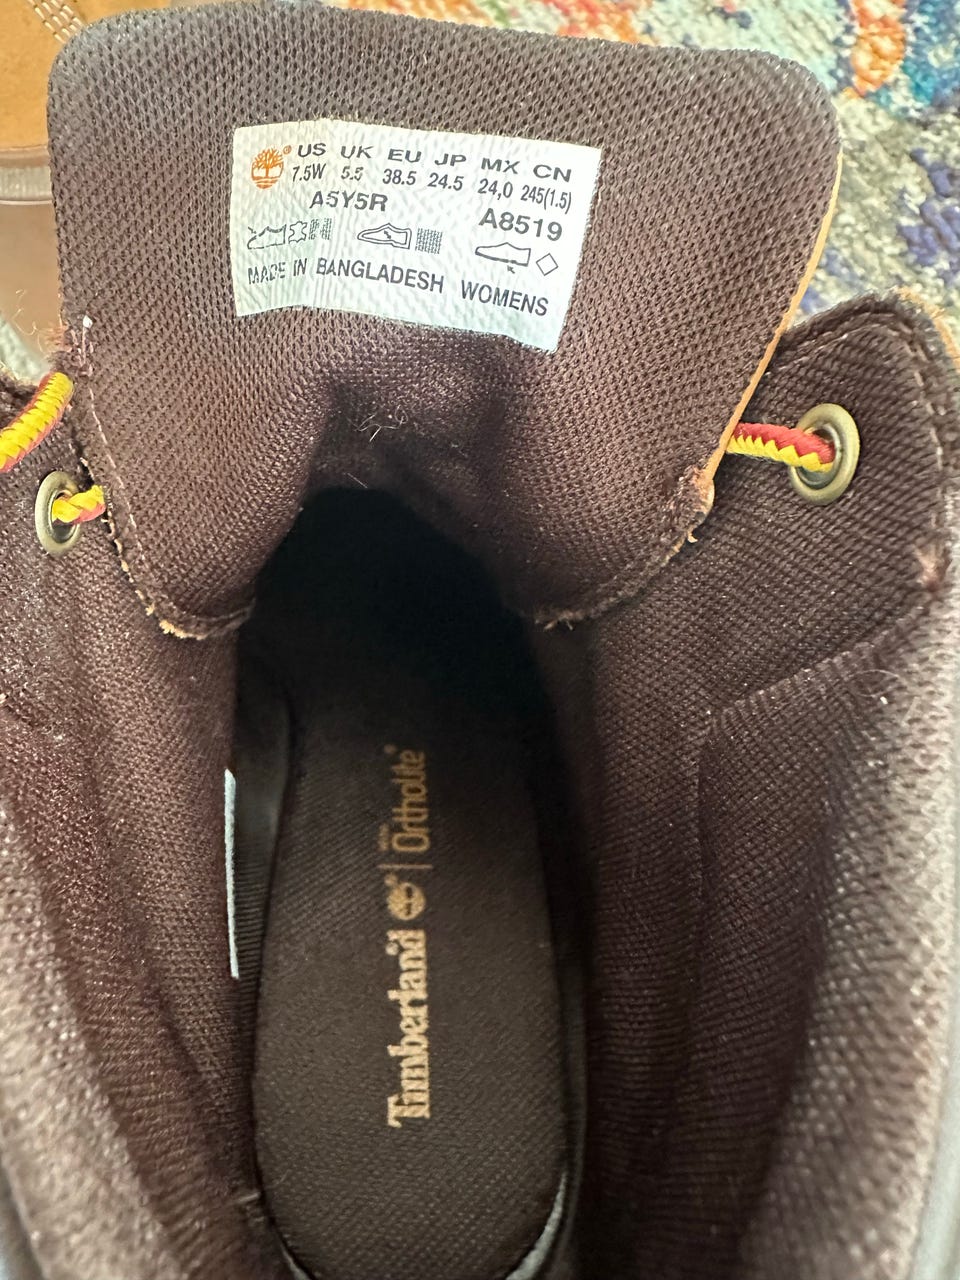 ® US UK EU JP MX CN
7.5W 5.5 38.5 24.5 24,0 245(1.5)
A5Y5R A8519
MADE IN BANGLADESH WOMENS
Timberland ® | Ortholite®